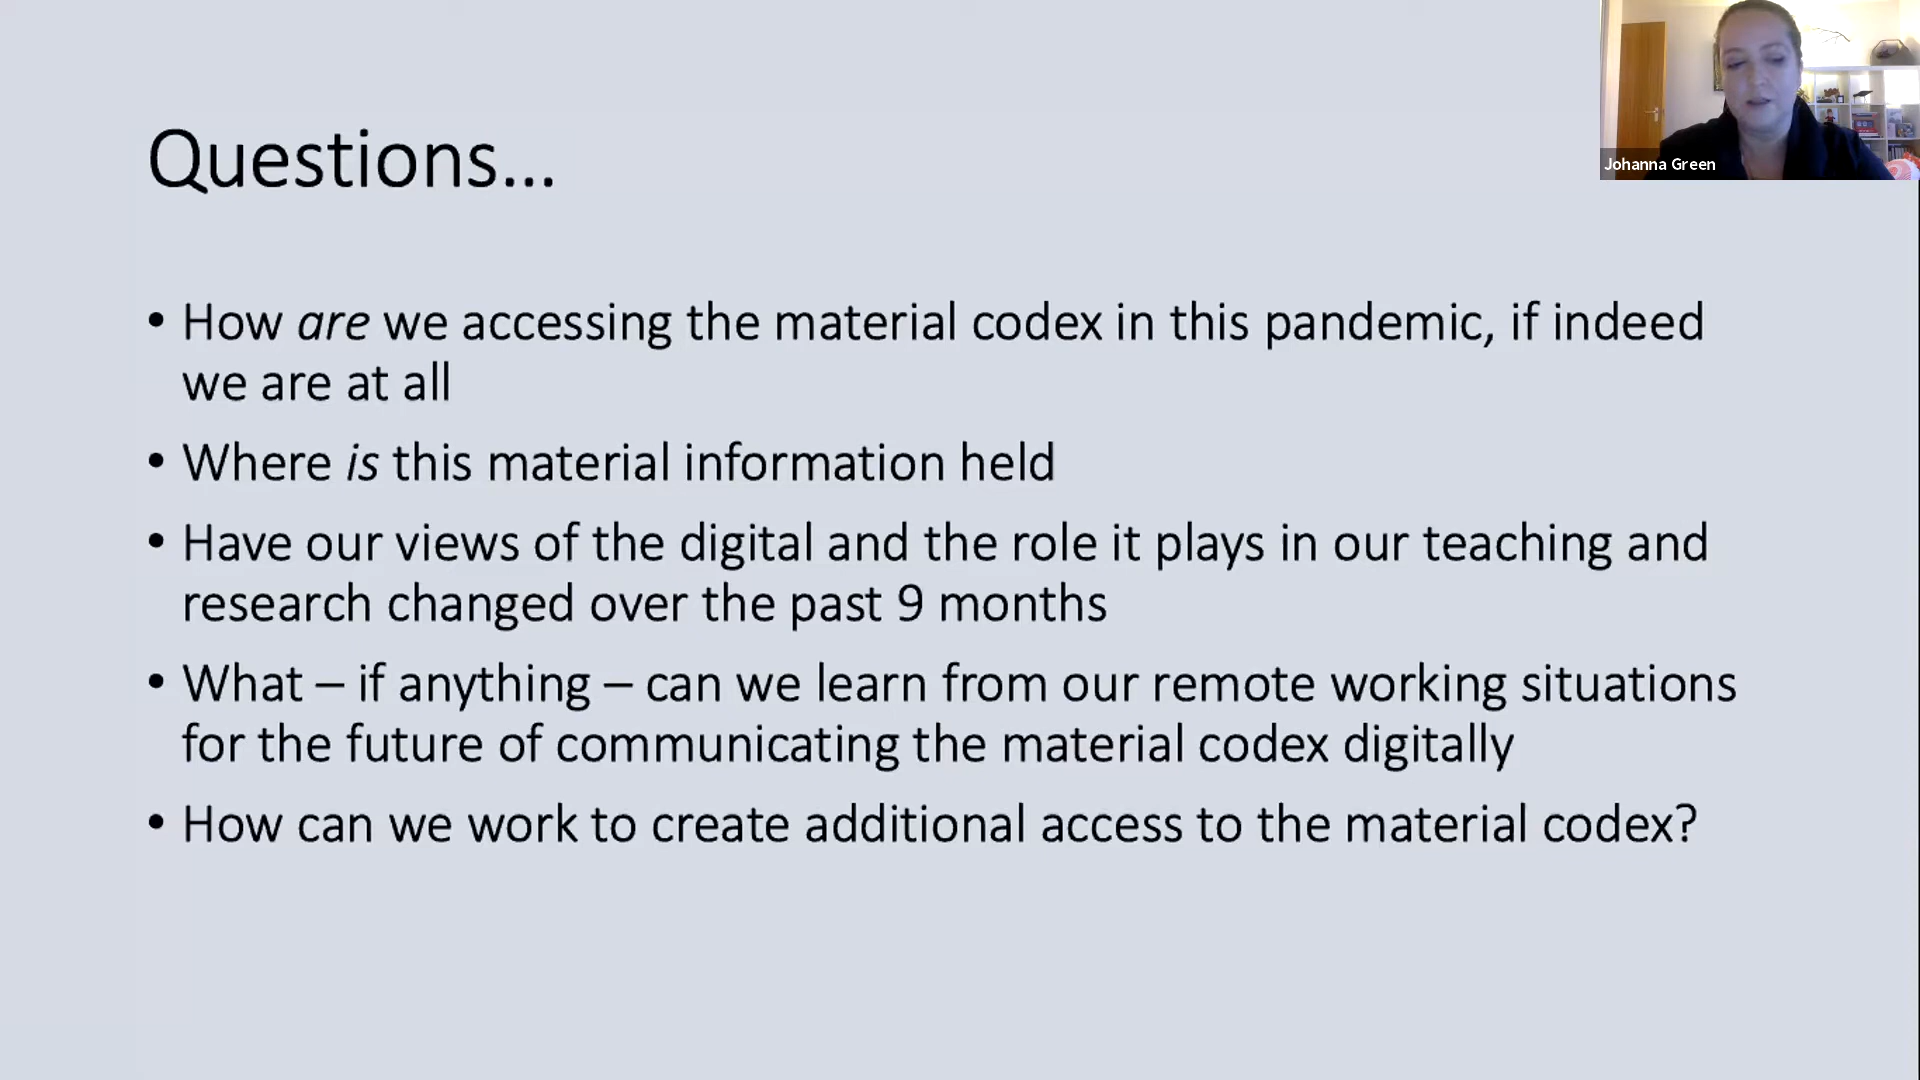 Johanna Green
Questions...
• How are we accessing the material codex in this pandemic, if indeed
we are at all
• Where is this material information held
• Have our views of the digital and the role it plays in our teaching and
research changed over the past 9 months
• What – if anything – can we learn from our remote working situations
for the future of communicating the material codex digitally
• How can we work to create additional access to the material codex?